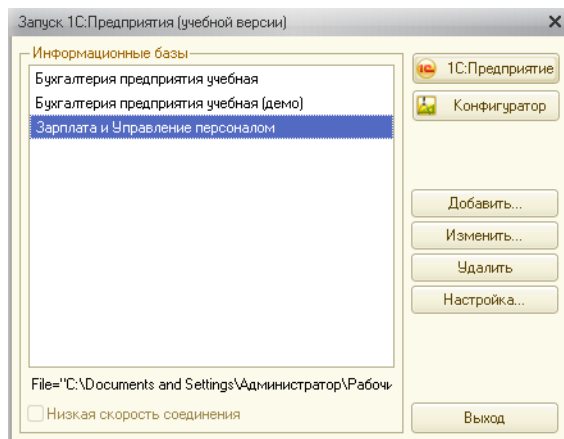 Запуск 1С:Предприятия (учебной версии)
Информационные базы
Бухгалтерия предприятия учебная
Бухгалтерия предприятия учебная (демо)
Зарплата и Управление персоналом
1С:Предприятие
Конфигуратор
Добавить...
Изменить...
Удалить
Настройка...
File="C:\Documents and Settings\Администратор\Рабочи
Низкая скорость соединения
Выход